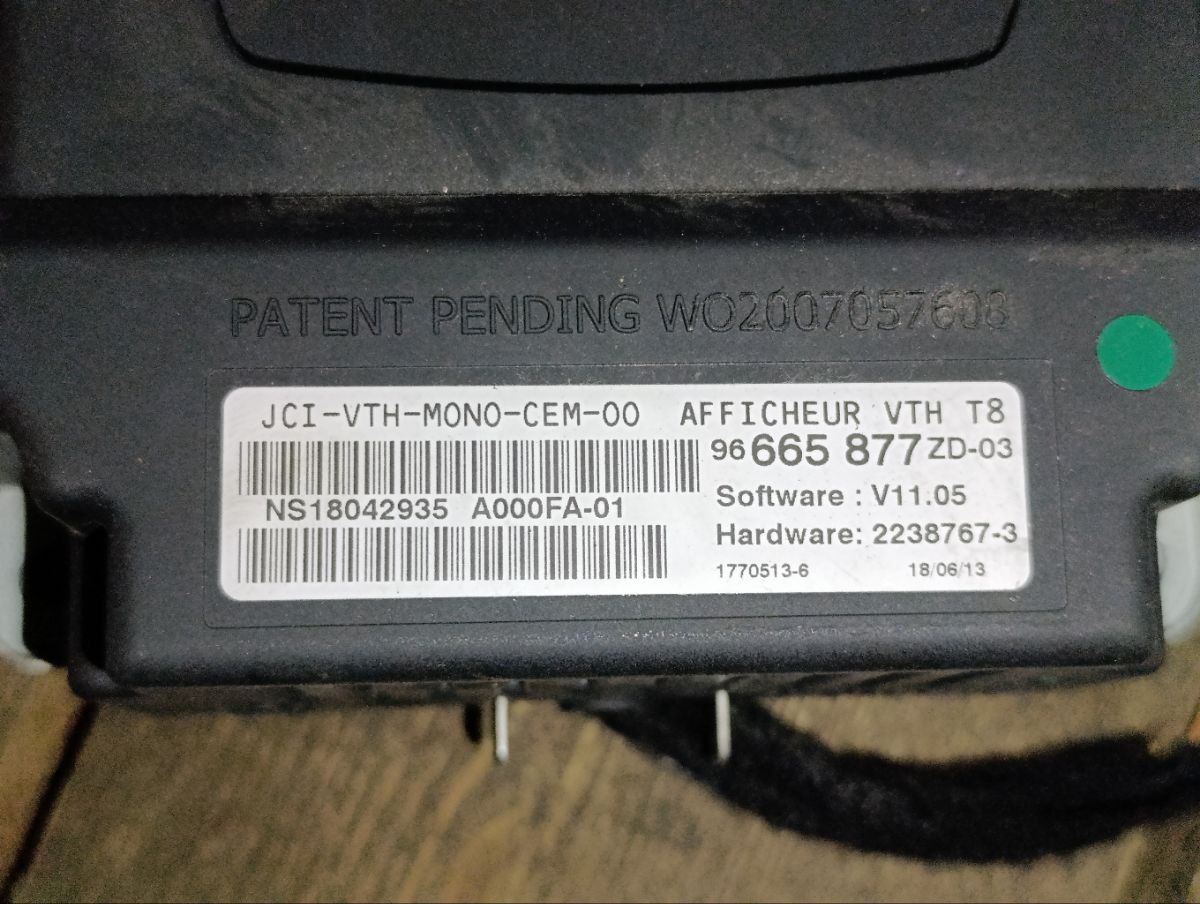 PATENT PENDING WO2007057608
JCI-VTH-MONO-CEM-00 AFFICHEUR VTH T8
96 665 877 ZD-03
NS18042935 A000FA-01
Software : V11.05
Hardware: 2238767-3
1770513-6 18/06/13